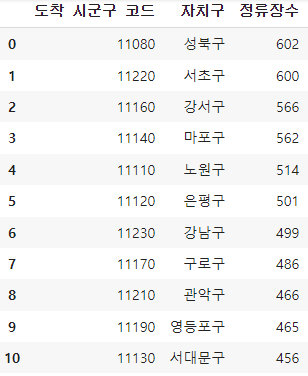 도착 시군구 코드 자치구 정류장수
0 11080 성북구 602
1 11220 서초구 600
2 11160 강서구 566
3 11140 마포구 562
4 11110 노원구 514
5 11120 은평구 501
6 11230 강남구 499
7 11170 구로구 486
8 11210 관악구 466
9 11190 영등포구 465
10 11130 서대문구 456